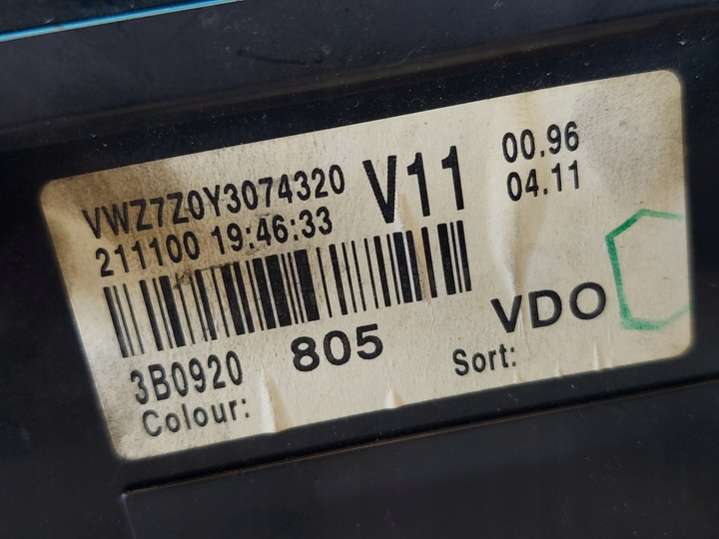 VWZ7Z0Y3074320 V11 00.96
211100 19:46:33 04.11
3B0920 805 VDO
Colour: Sort: